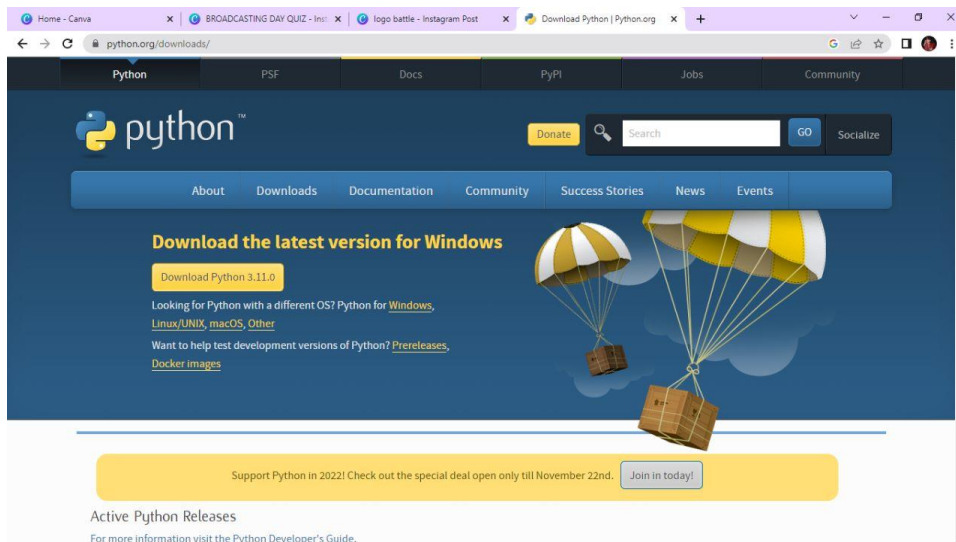 Home - Canva
BROADCASTING DAY QUIZ - Inst
logo battle - Instagram Post
Download Python | Python.org
python.org/downloads/
Python
PSF
Docs
PyPI
Jobs
Community
python™
Donate
Search
GO
Socialize
About
Downloads
Documentation
Community
Success Stories
News
Events
Download the latest version for Windows
Download Python 3.11.0
Looking for Python with a different OS? Python for Windows,
Linux/UNIX, macOS, Other
Want to help test development versions of Python? Prereleases,
Docker images
Support Python in 2022! Check out the special deal open only till November 22nd.
Join in today!
Active Python Releases
For more information visit the Python Developer's Guide.